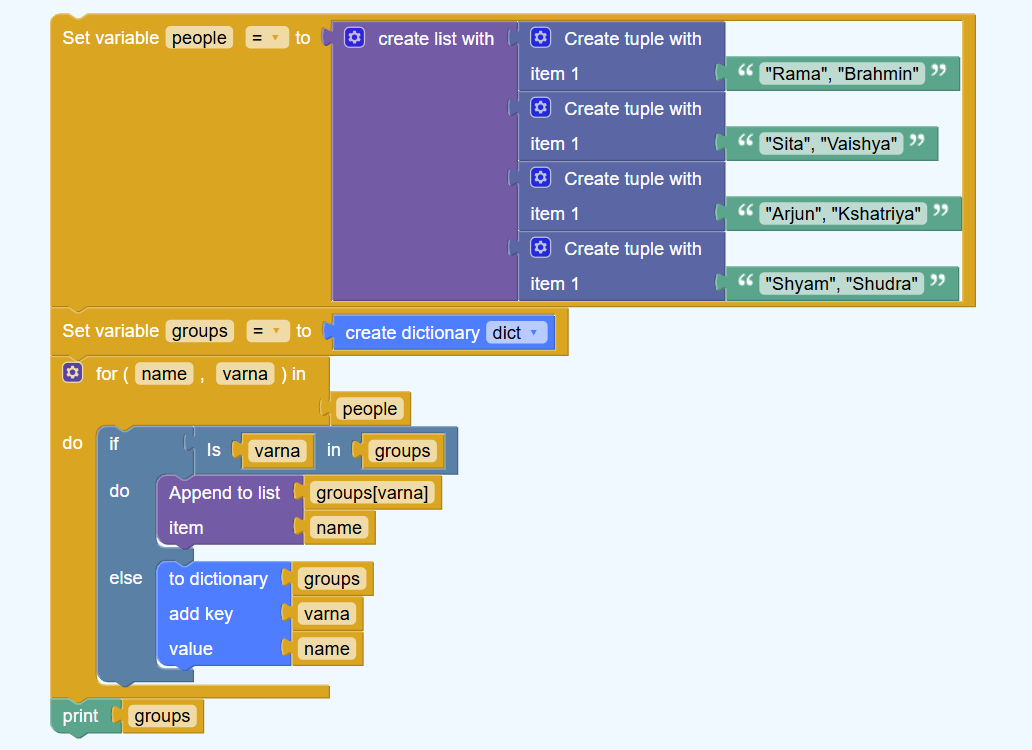 Set variable people = to create list with Create tuple with
item 1 “ "Rama", "Brahmin" ”
Create tuple with
item 1 “ "Sita", "Vaishya" ”
Create tuple with
item 1 “ "Arjun", "Kshatriya" ”
Create tuple with
item 1 “ "Shyam", "Shudra" ”
Set variable groups = to create dictionary dict
for ( name , varna ) in
people
do if Is varna in groups
do Append to list groups[varna]
item name
else to dictionary groups
add key varna
value name
print groups